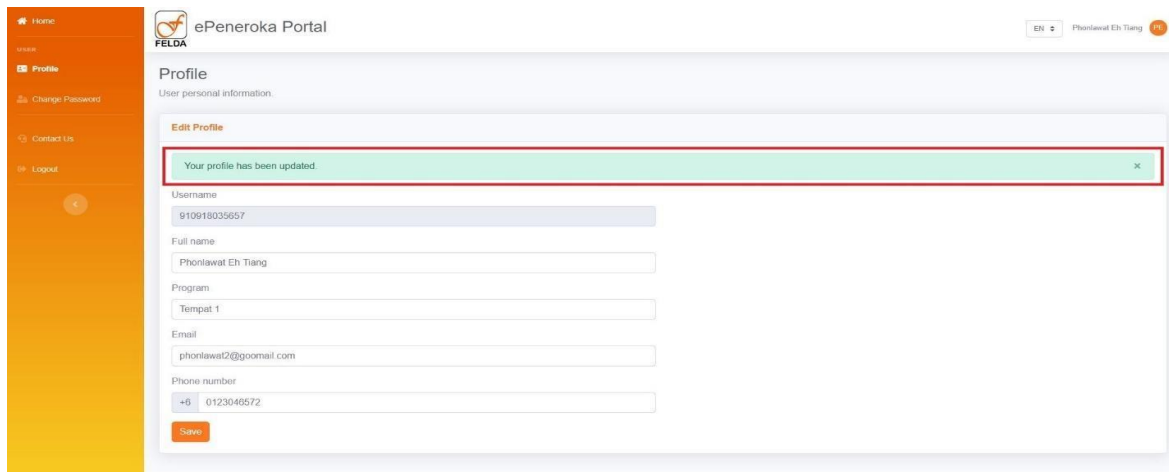 Home
Profile
Change Password
Contact Us
Logout
FELDA
ePeneroka Portal
EN
Phonlawat Eh Tiang
PE
Profile
User personal information.
Edit Profile
Your profile has been updated.
×
Username
910918035657
Full name
Phonlawat Eh Tiang
Program
Tempat 1
Email
phonlawat2@goomail.com
Phone number
+6 0123046572
Save